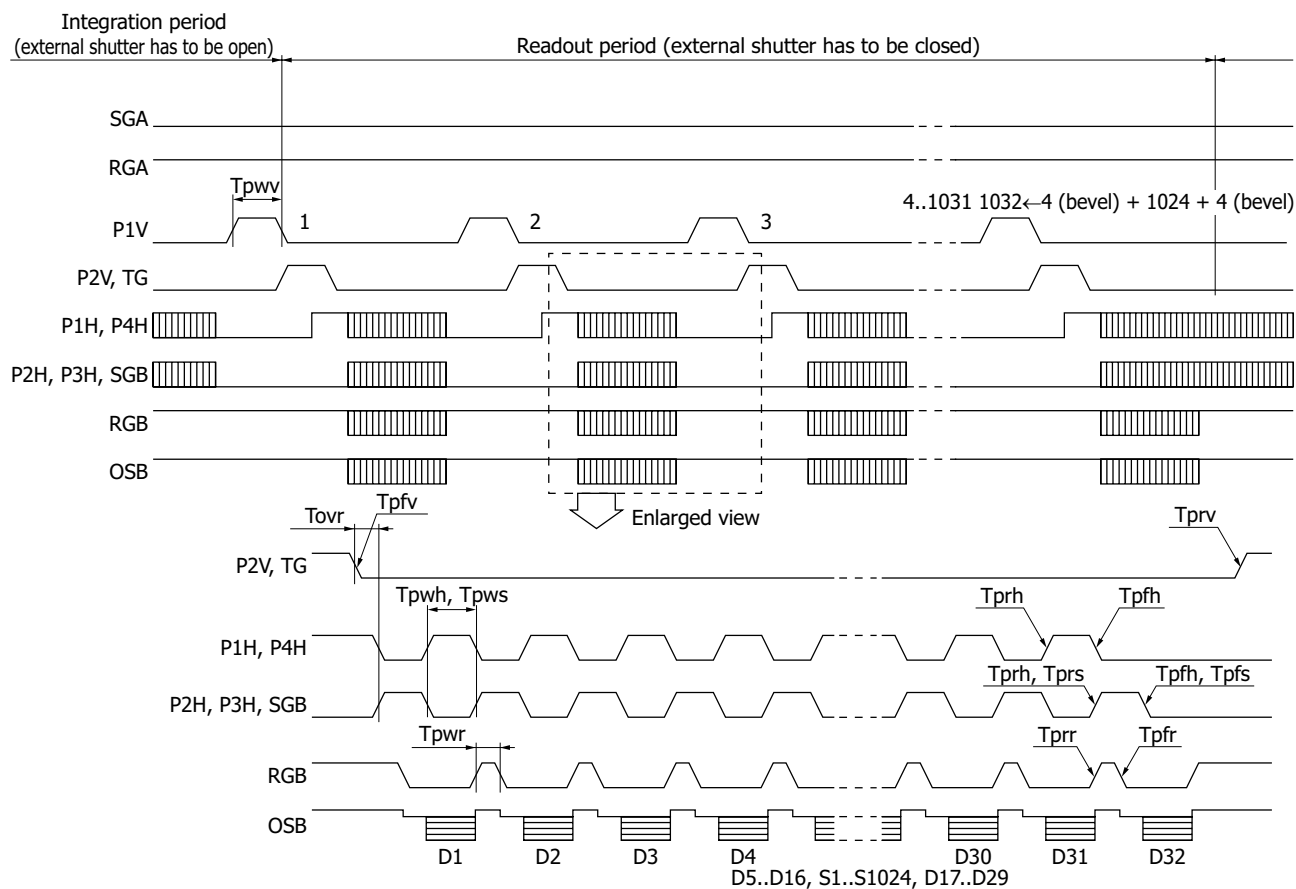 Integration period
(external shutter has to be open)
Readout period (external shutter has to be closed)
SGA
RGA
Tpwv
4..1031 1032←4 (bevel) + 1024 + 4 (bevel)
P1V
1
2
3
P2V, TG
P1H, P4H
P2H, P3H, SGB
RGB
OSB
Enlarged view
Tovr
Tpfv
Tprv
P2V, TG
Tpwh, Tpws
Tprh
Tpfh
P1H, P4H
Tprh, Tprs
Tpfh, Tpfs
P2H, P3H, SGB
Tpwr
Tprr
Tpfr
RGB
OSB
D1
D2
D3
D4
D30
D31
D32
D5..D16, S1..S1024, D17..D29